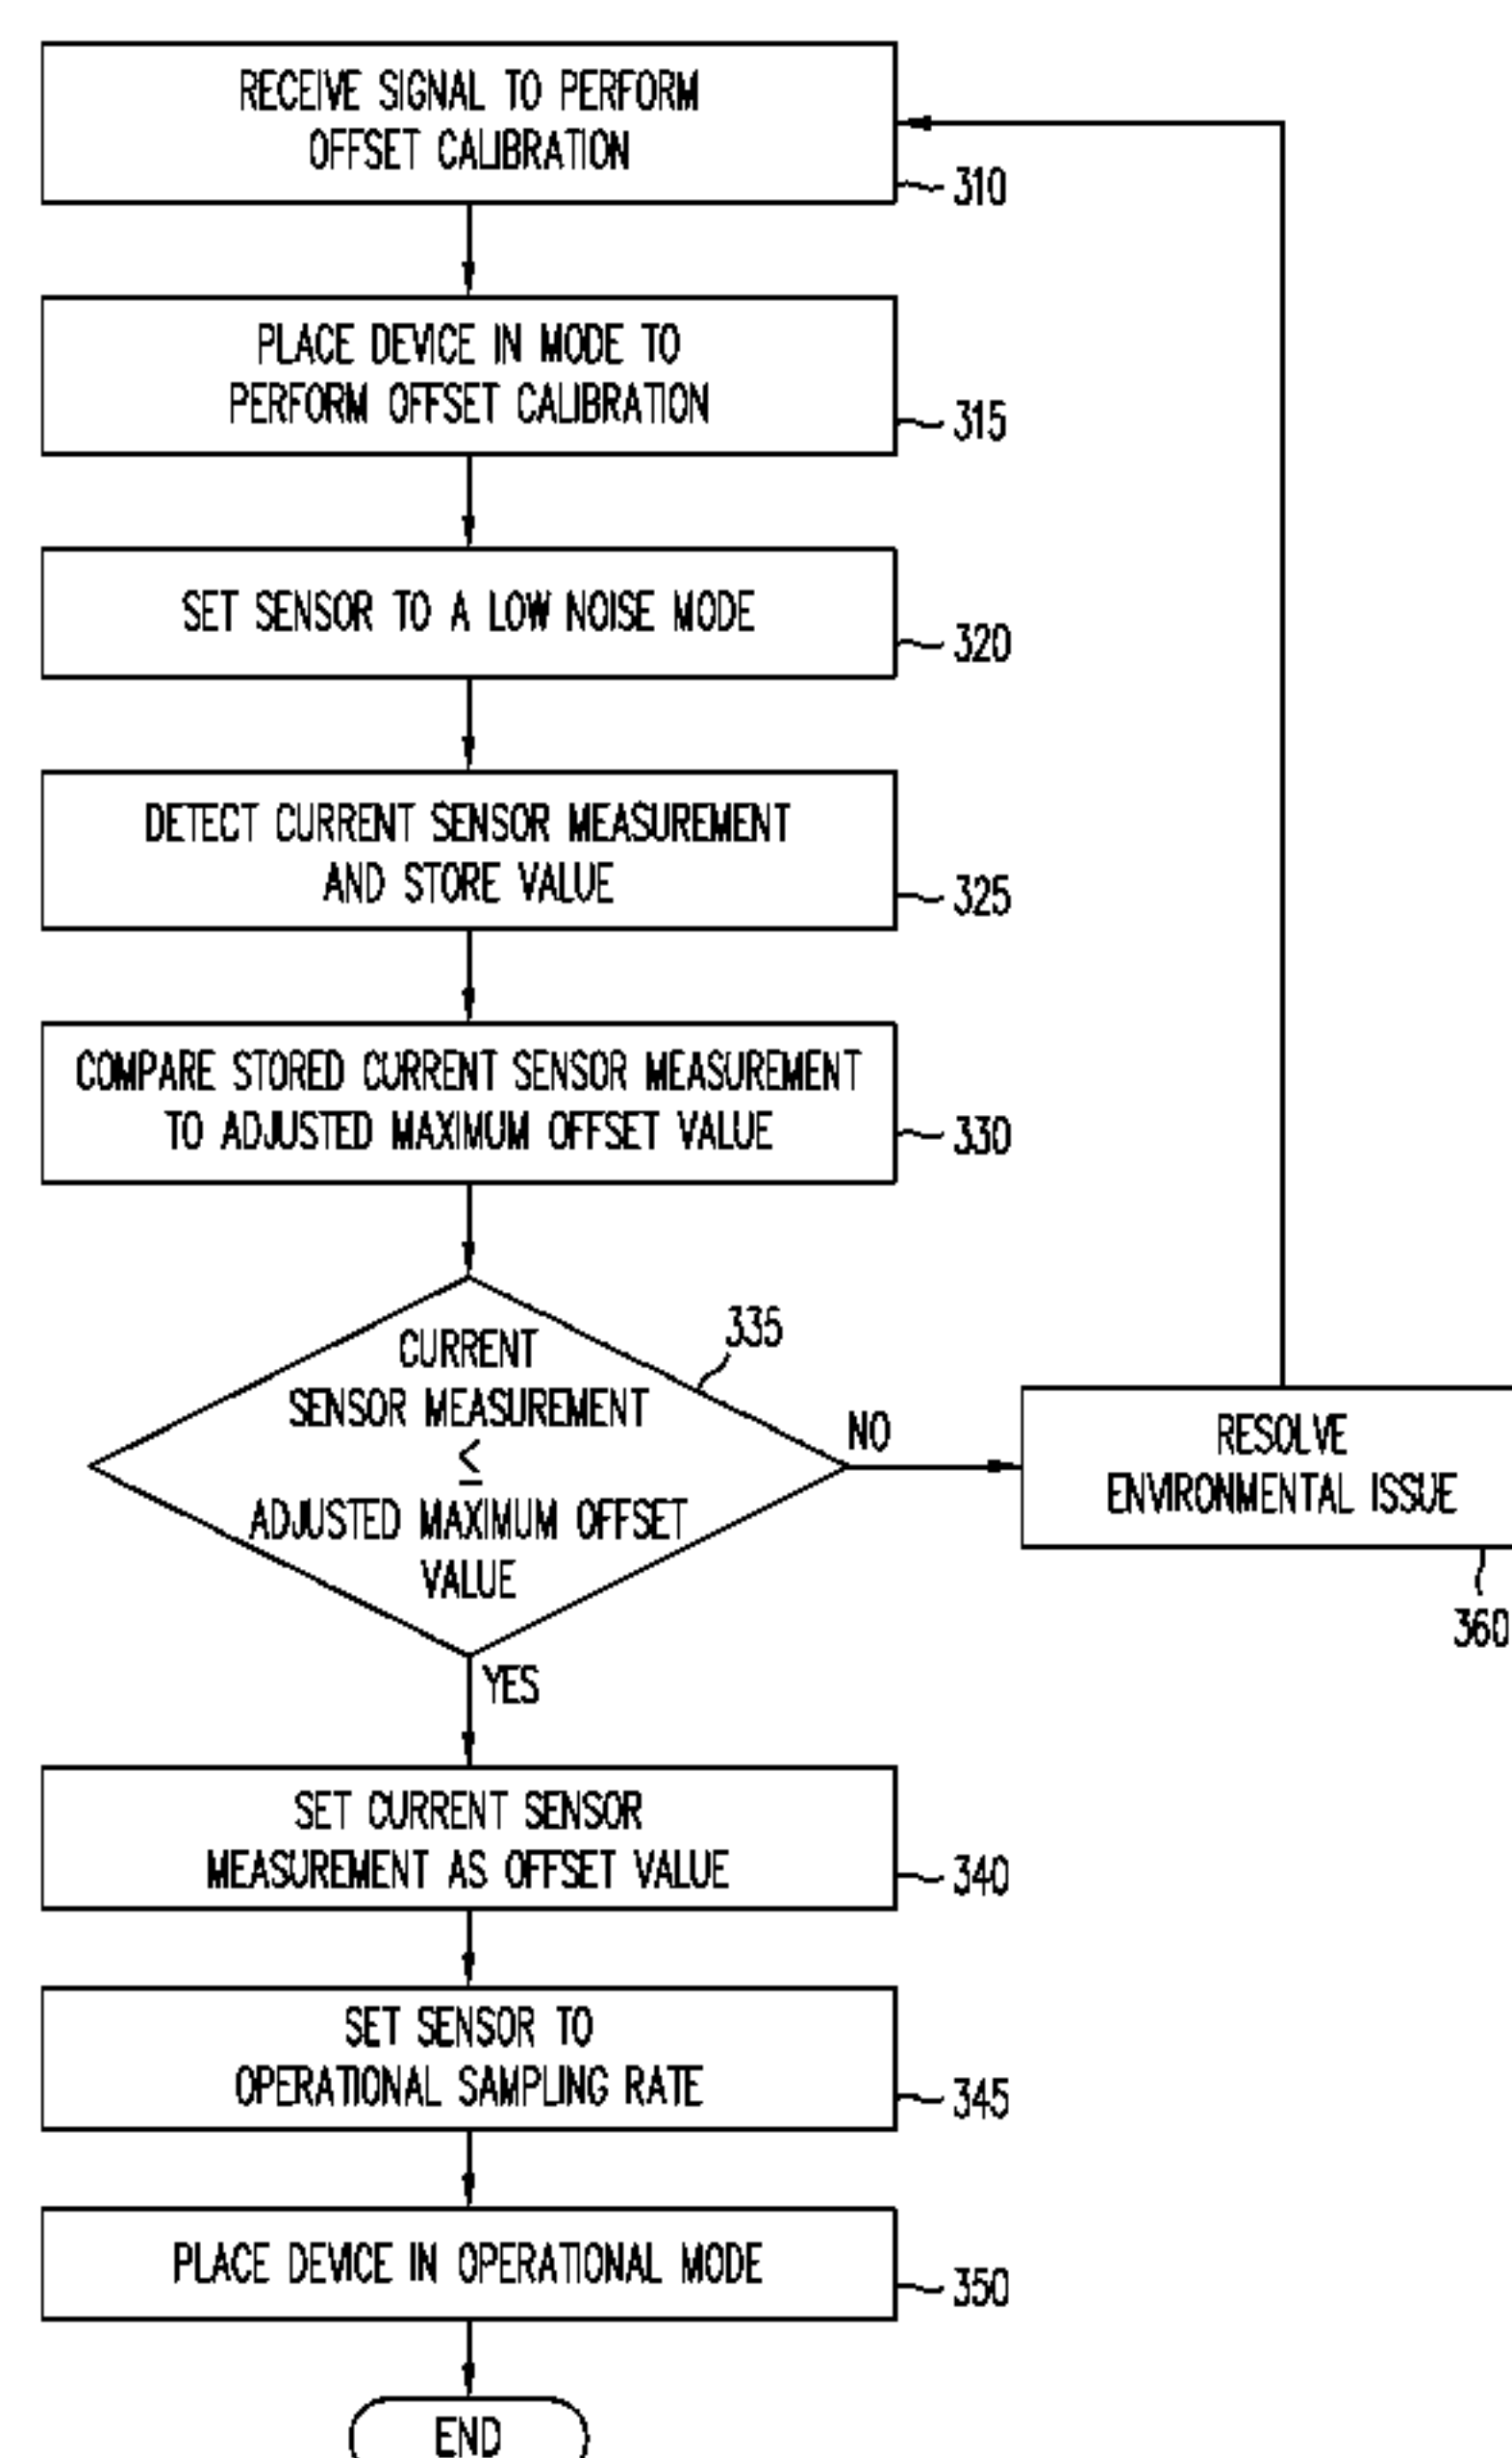 RECEIVE SIGNAL TO PERFORM
OFFSET CALIBRATION
310
PLACE DEVICE IN MODE TO
PERFORM OFFSET CALIBRATION
315
SET SENSOR TO A LOW NOISE MODE
320
DETECT CURRENT SENSOR MEASUREMENT
AND STORE VALUE
325
COMPARE STORED CURRENT SENSOR MEASUREMENT
TO ADJUSTED MAXIMUM OFFSET VALUE
330
335
CURRENT
SENSOR MEASUREMENT
≤
ADJUSTED MAXIMUM OFFSET
VALUE
NO
RESOLVE
ENVIRONMENTAL ISSUE
360
YES
SET CURRENT SENSOR
MEASUREMENT AS OFFSET VALUE
340
SET SENSOR TO
OPERATIONAL SAMPLING RATE
345
PLACE DEVICE IN OPERATIONAL MODE
350
END